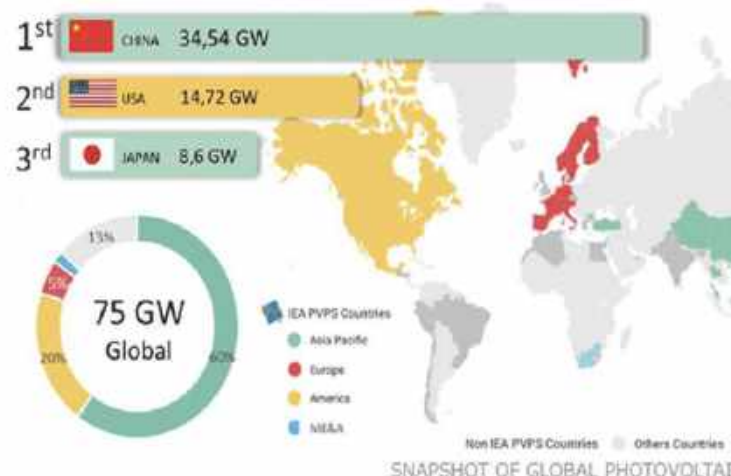 1st CHINA 34,54 GW
2nd USA 14,72 GW
3rd JAPAN 8,6 GW
13%
5%
20%
60%
75 GW
Global
IEA PVPS Countries
Asia Pacific
Europe
America
Non IEA PVPS Countries Others Countries
SNAPSHOT OF GLOBAL PHOTOVOLTAI